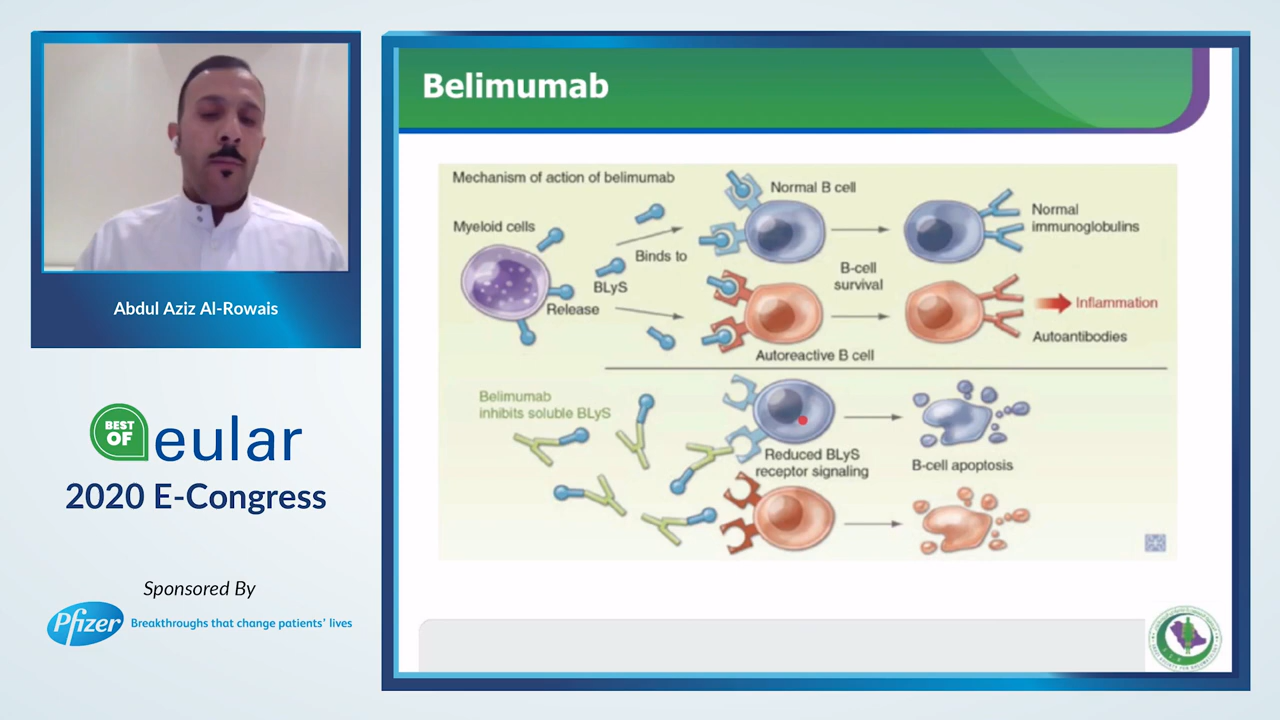 Abdul Aziz Al-Rowais
BEST
OF
eular
2020 E-Congress
Sponsored By
Pfizer
Breakthroughs that change patients' lives
Belimumab
Mechanism of action of belimumab
Myeloid cells
Release
BLyS
Binds to
Normal B cell
Normal
immunoglobulins
B-cell
survival
Inflammation
Autoantibodies
Autoreactive B cell
Belimumab
inhibits soluble BLyS
Reduced BLyS
receptor signaling
B-cell apoptosis